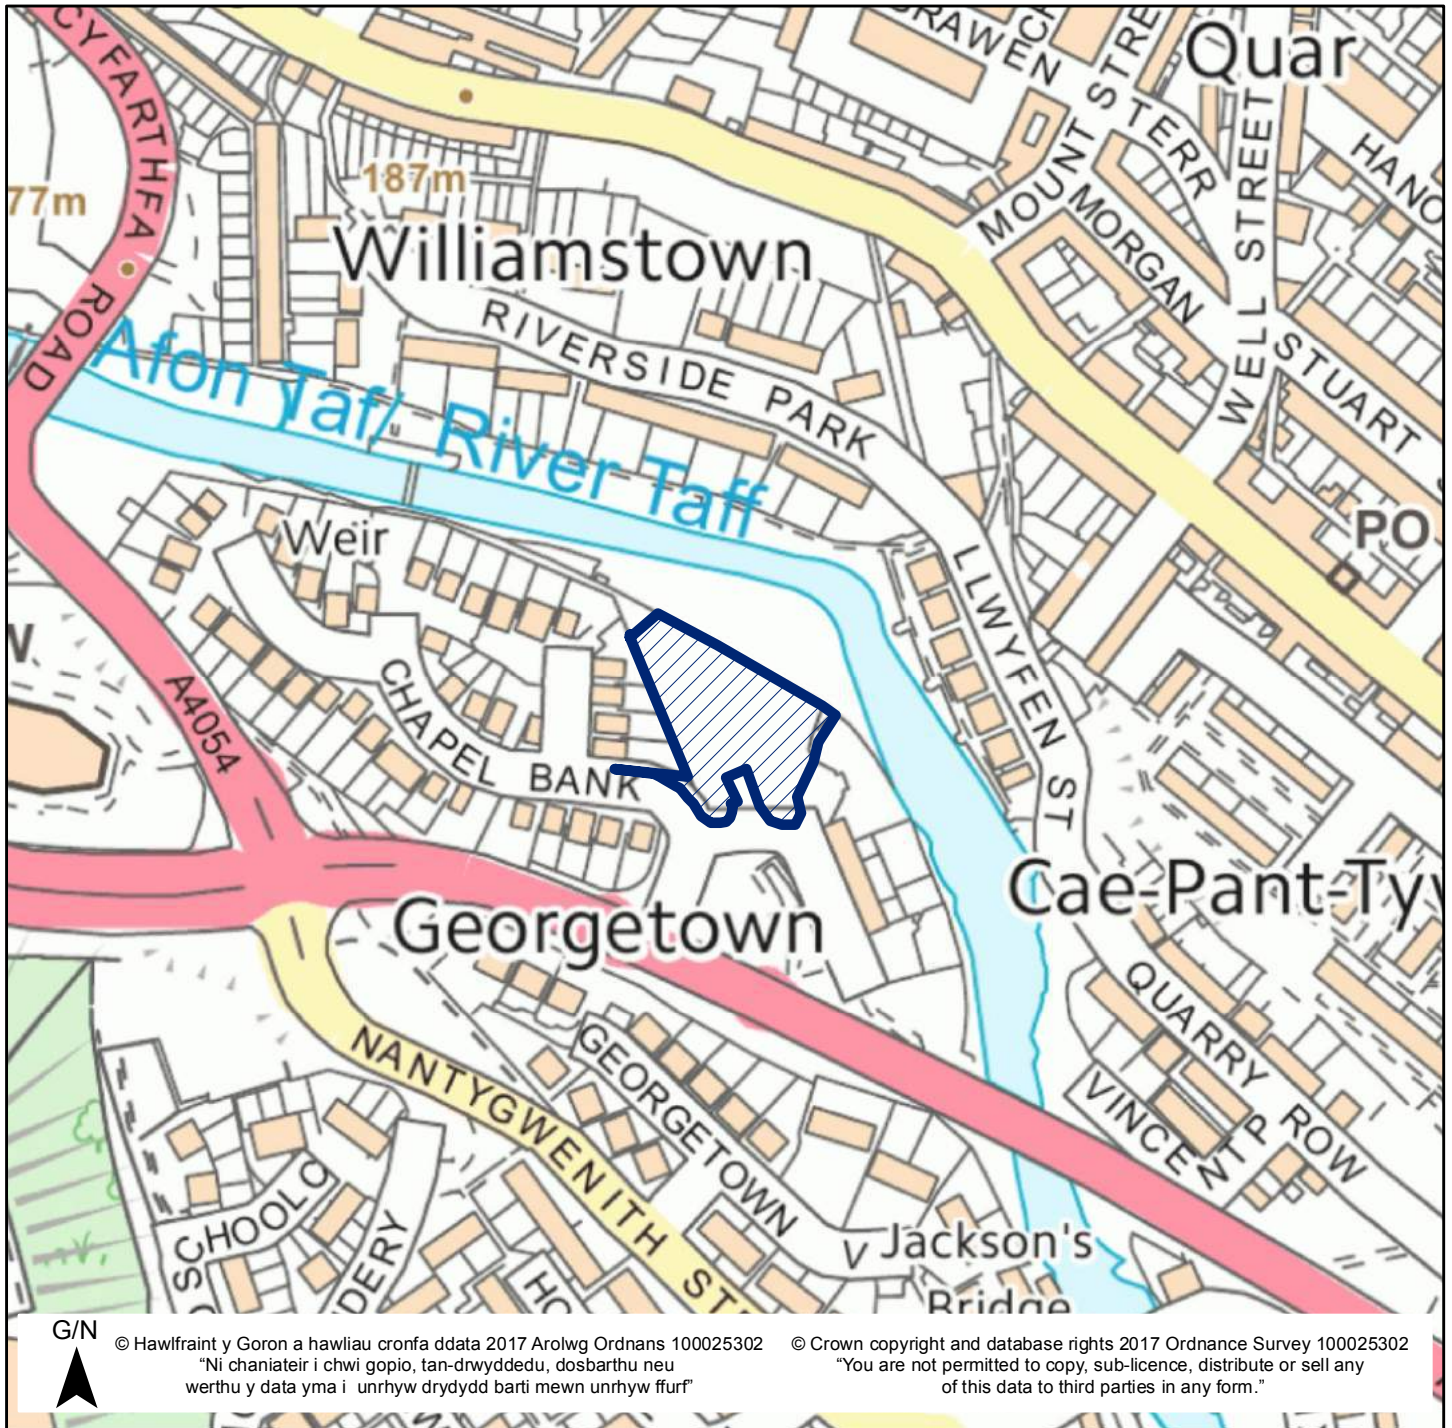 CYFARTHFA ROAD
Quar
MOUNT ST
TERR
MORGAN
WELL STREET
STUART
187m
77m
Williamstown
RIVERSIDE PARK
Afon Taf/ River Taff
Weir
PO
LLWYFEN ST
A4054
CHAPEL BANK
Cae-Pant-Tyw
Georgetown
QUARRY ROW
VINCENT P
NANTYGWENITH ST
GEORGETOWN V
Jackson's
Bridge
G/N
© Hawlfraint y Goron a hawliau cronfa ddata 2017 Arolwg Ordnans 100025302
“Ni chaniateir i chwi gopio, tan-drwyddedu, dosbarthu neu
werthu y data yma i unrhyw drydydd barti mewn unrhyw ffurf”
© Crown copyright and database rights 2017 Ordnance Survey 100025302
“You are not permitted to copy, sub-licence, distribute or sell any
of this data to third parties in any form.”